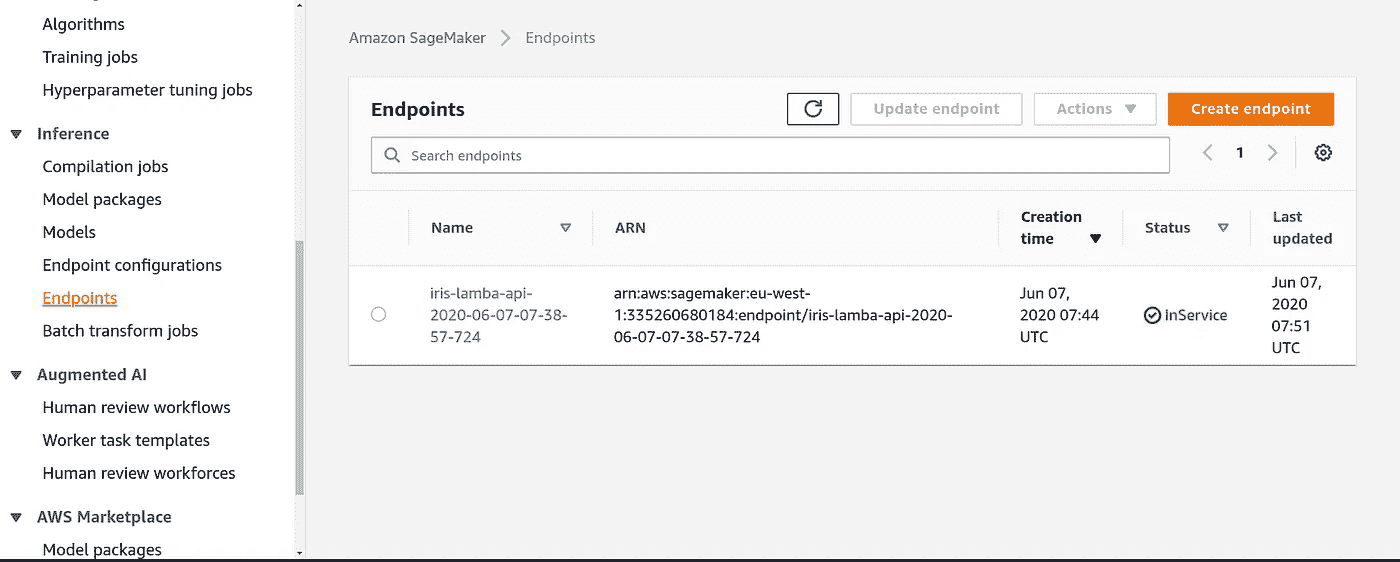 Algorithms
Training jobs
Hyperparameter tuning jobs
Inference
Compilation jobs
Model packages
Models
Endpoint configurations
Endpoints
Batch transform jobs
Augmented AI
Human review workflows
Worker task templates
Human review workforces
AWS Marketplace
Model packages
Amazon SageMaker > Endpoints
Endpoints
Update endpoint
Actions
Create endpoint
Search endpoints
1
Name
ARN
Creation
time
Status
Last
updated
iris-lamba-api-
2020-06-07-07-38-
57-724
arn:aws:sagemaker:eu-west-
1:335260680184:endpoint/iris-lamba-api-2020-
06-07-07-38-57-724
Jun 07,
2020 07:44
UTC
InService
Jun 07,
2020
07:51
UTC